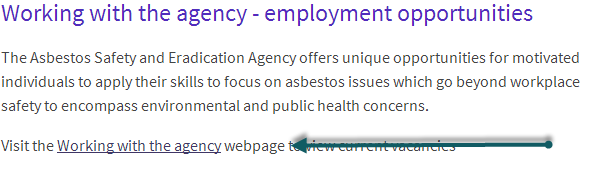 Working with the agency - employment opportunities
The Asbestos Safety and Eradication Agency offers unique opportunities for motivated
individuals to apply their skills to focus on asbestos issues which go beyond workplace
safety to encompass environmental and public health concerns.
Visit the Working with the agency webpage to view current vacancies